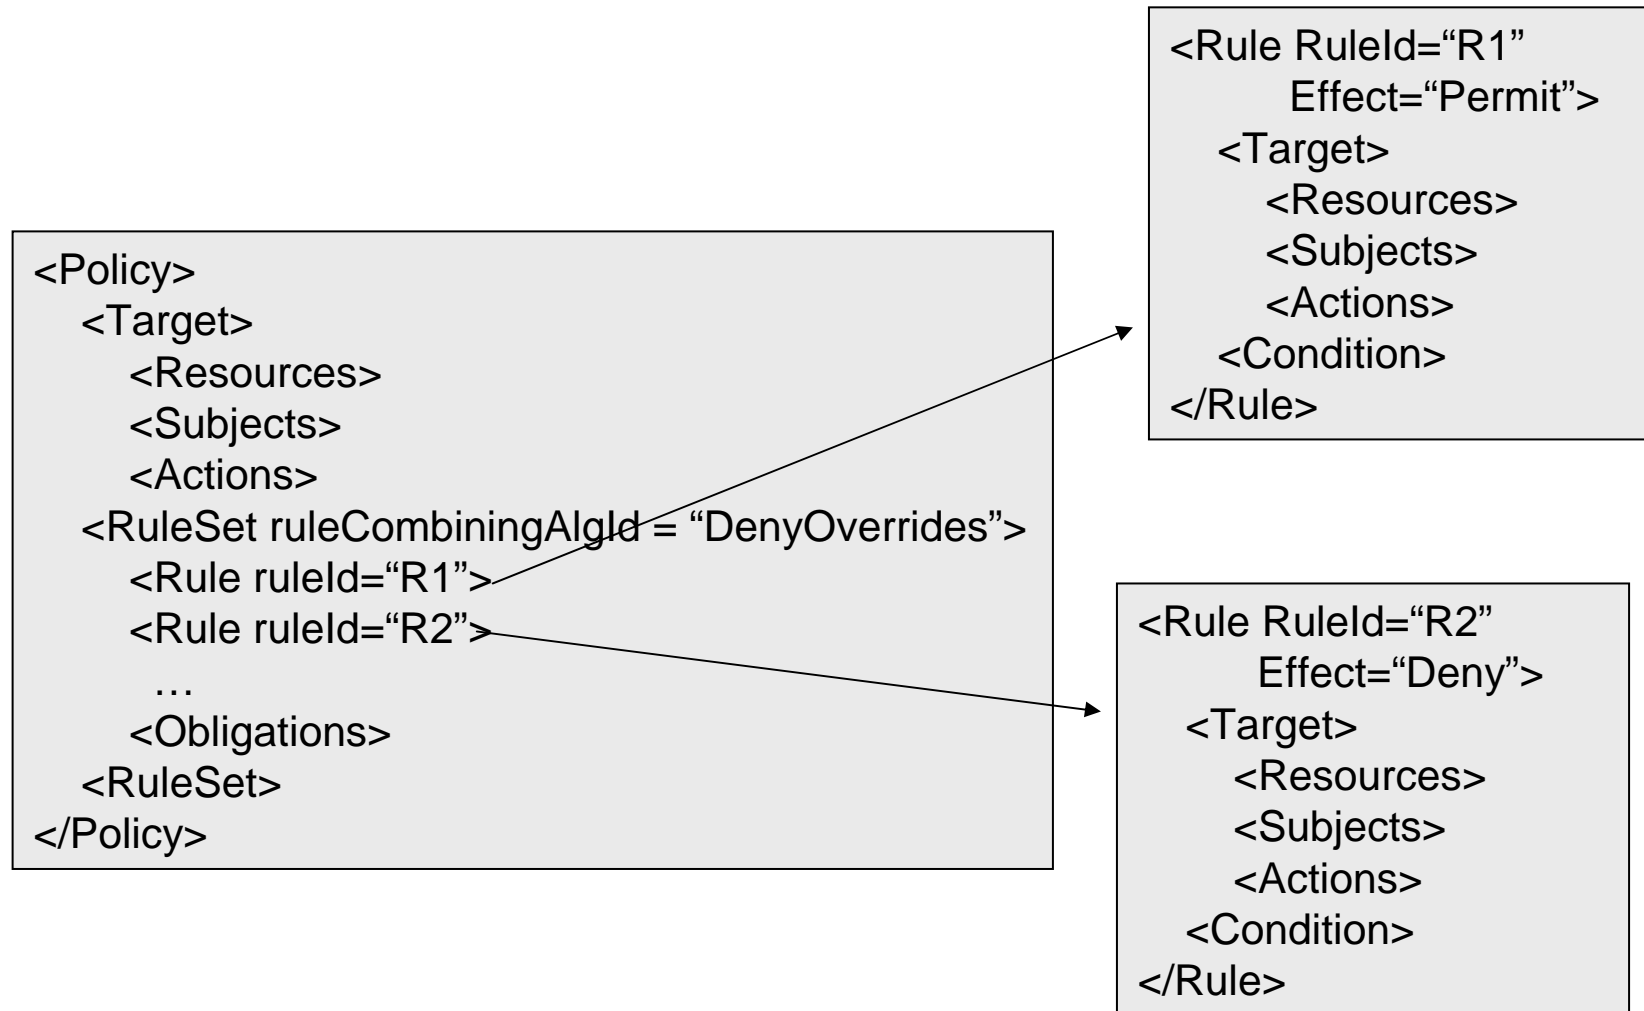 <Policy>
<Target>
<Resources>
<Subjects>
<Actions>
<RuleSet ruleCombiningAlgId = “DenyOverrides”>
<Rule ruleId=“R1”>
<Rule ruleId=“R2”>
…
<Obligations>
<RuleSet>
</Policy>
<Rule RuleId=“R1”
Effect=“Permit”>
<Target>
<Resources>
<Subjects>
<Actions>
<Condition>
</Rule>
<Rule RuleId=“R2”
Effect=“Deny”>
<Target>
<Resources>
<Subjects>
<Actions>
<Condition>
</Rule>